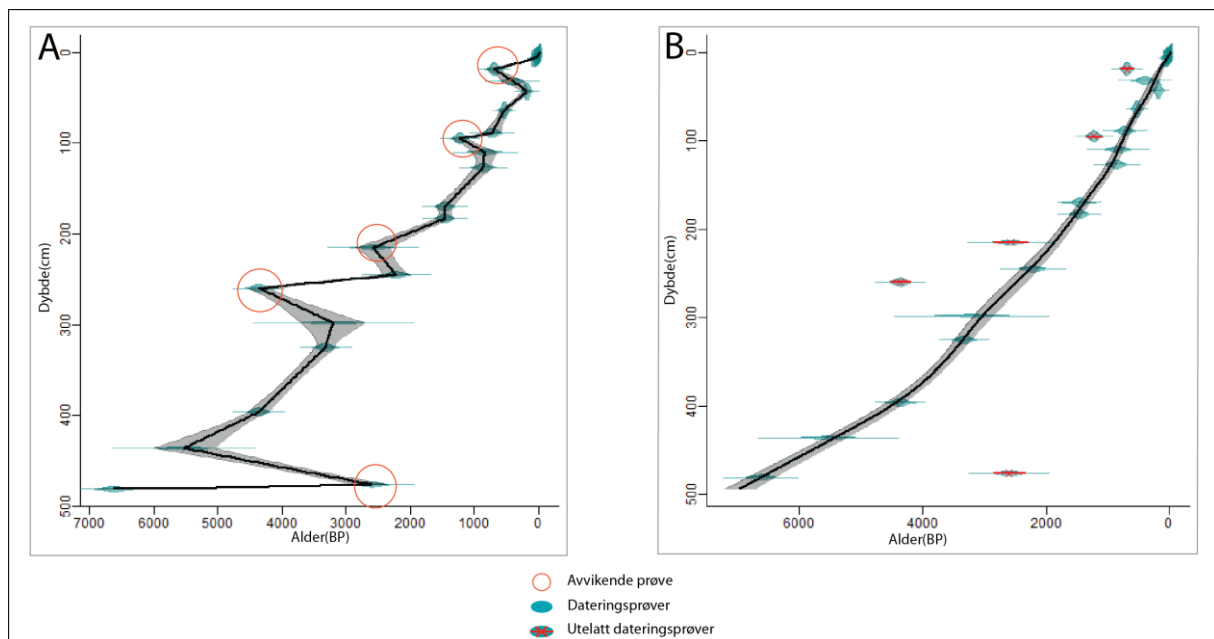 A
0
100
200
300
400
500
Dybde(cm)
7000 6000 5000 4000 3000 2000 1000 0
Alder(BP)
B
0
100
200
300
400
500
Dybde(cm)
6000 4000 2000 0
Alder(BP)
Avvikende prøve
Dateringsprøver
Utelatt dateringsprøver